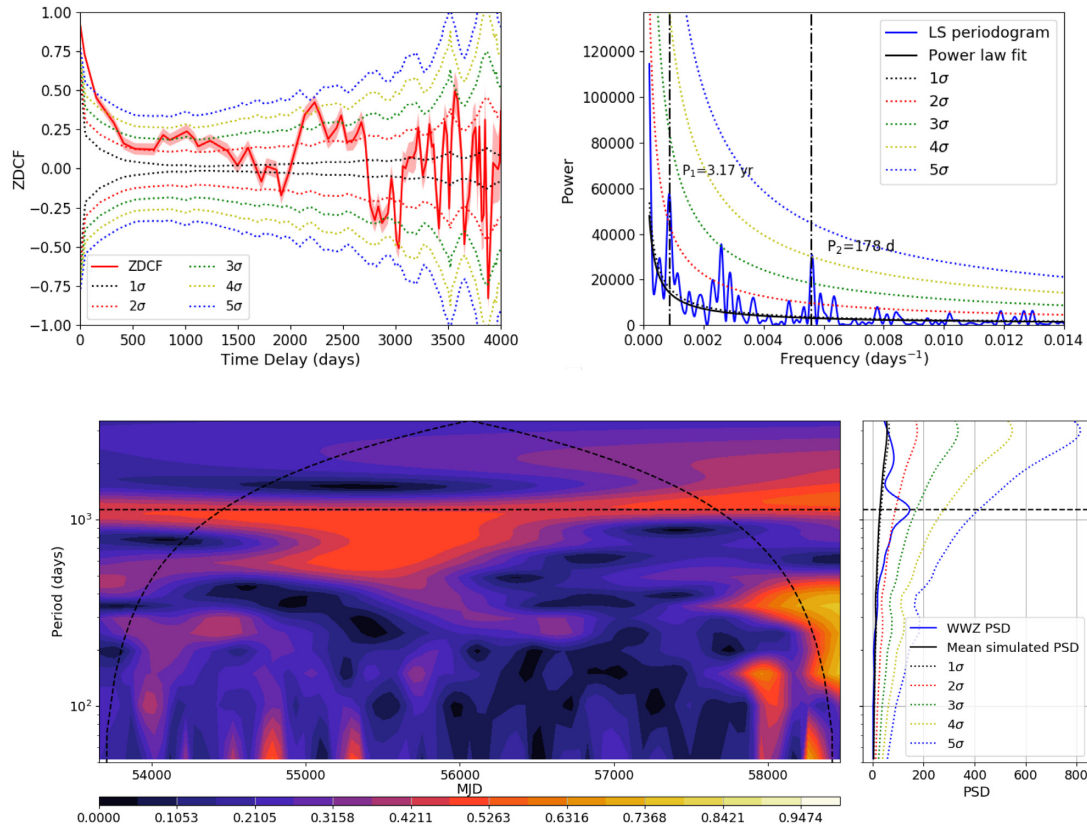 1.00
0.75
0.50
0.25
0.00
−0.25
−0.50
−0.75
−1.00
ZDCF
ZDCF
1σ
2σ
3σ
4σ
5σ
0 500 1000 1500 2000 2500 3000 3500 4000
Time Delay (days)
120000
100000
80000
60000
40000
20000
0
Power
P₁=3.17 yr
P₂=178 d
LS periodogram
Power law fit
1σ
2σ
3σ
4σ
5σ
0.000 0.002 0.004 0.006 0.008 0.010 0.012 0.014
Frequency (days⁻¹)
10³
10²
Period (days)
54000 55000 56000 57000 58000
MJD
0.0000 0.1053 0.2105 0.3158 0.4211 0.5263 0.6316 0.7368 0.8421 0.9474
WWZ PSD
Mean simulated PSD
1σ
2σ
3σ
4σ
5σ
0 200 400 600 800
PSD